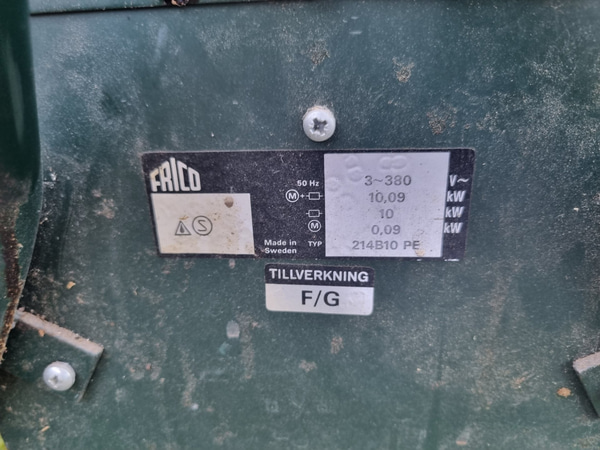 FRICO
50 Hz 3~380 V~
M + 10,09 kW
10 kW
M 0,09 kW
Made in Sweden TYP 214B10 PE
TILLVERKNING
F/G